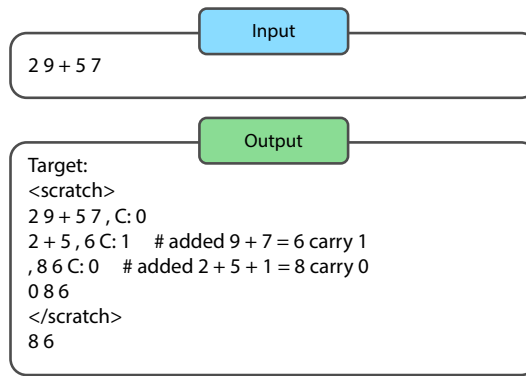 Input
2 9 + 5 7
Output
Target:
<scratch>
2 9 + 5 7 , C: 0
2 + 5 , 6 C: 1 # added 9 + 7 = 6 carry 1
, 8 6 C: 0 # added 2 + 5 + 1 = 8 carry 0
0 8 6
</scratch>
8 6